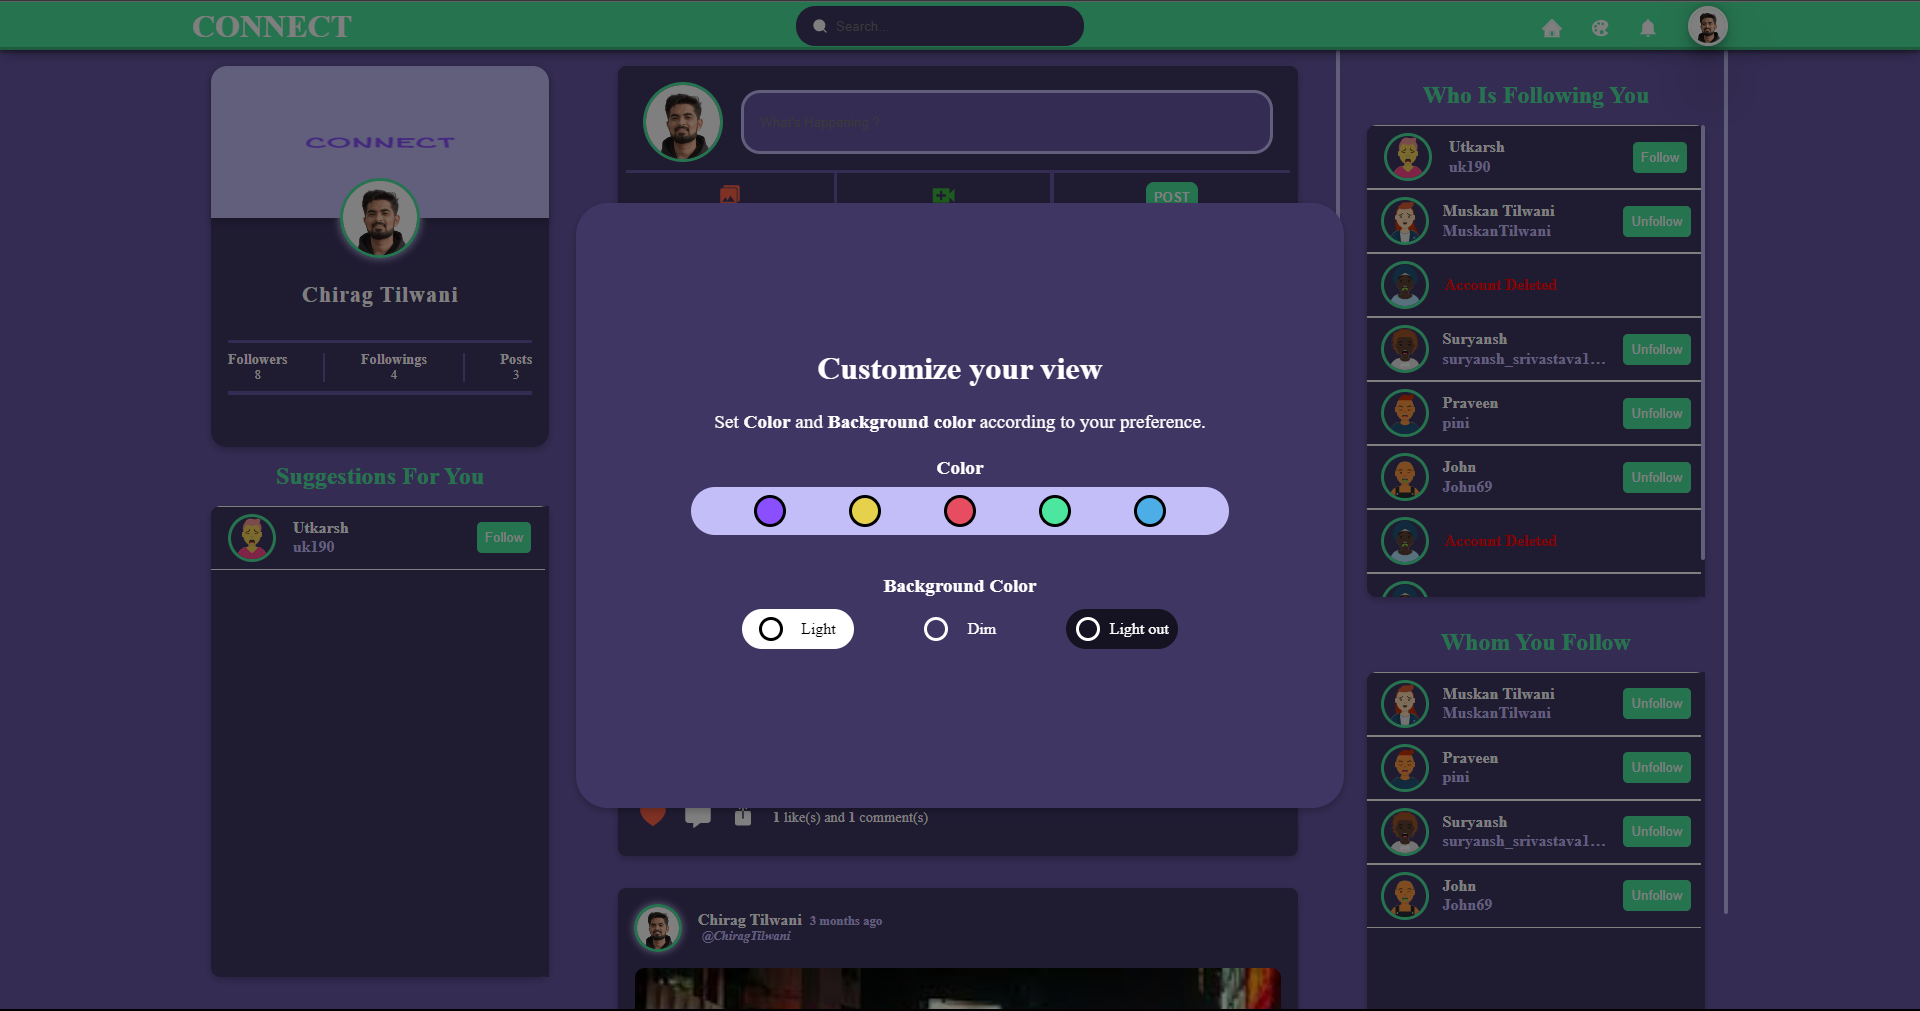 CONNECT
Search...
CONNECT
Chirag Tilwani
Followers
8
Followings
4
Posts
3
Suggestions For You
Utkarsh
uk190
Follow
What's Happening ?
POST
Customize your view
Set Color and Background color according to your preference.
Color
Background Color
Light
Dim
Light out
1 like(s) and 1 comment(s)
Chirag Tilwani 3 months ago
@ChiragTilwani
Who Is Following You
Utkarsh
uk190
Follow
Muskan Tilwani
MuskanTilwani
Unfollow
Account Deleted
Suryansh
suryansh_srivastava1...
Unfollow
Praveen
pini
Unfollow
John
John69
Unfollow
Account Deleted
Whom You Follow
Muskan Tilwani
MuskanTilwani
Unfollow
Praveen
pini
Unfollow
Suryansh
suryansh_srivastava1...
Unfollow
John
John69
Unfollow